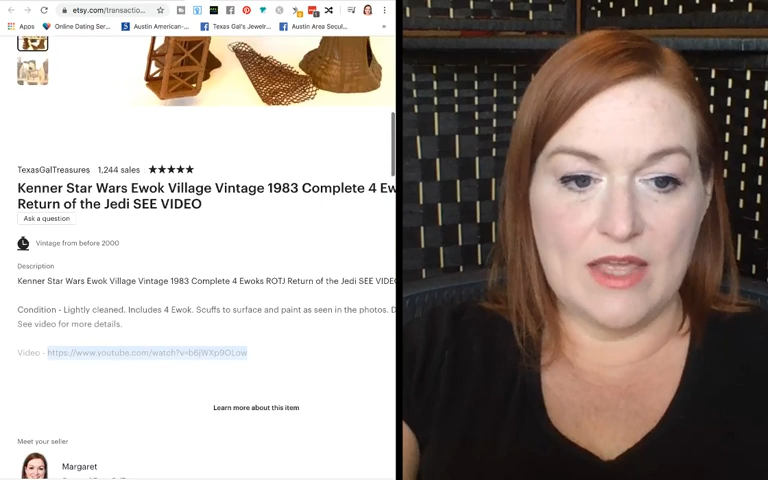 etsy.com/transactio...
Apps
Online Dating Ser...
Austin American-...
Texas Gal's Jewelr...
Austin Area Secul...
»
TexasGalTreasures 1,244 sales ★★★★★
Kenner Star Wars Ewok Village Vintage 1983 Complete 4 Ew
Return of the Jedi SEE VIDEO
Ask a question
Vintage from before 2000
Description
Kenner Star Wars Ewok Village Vintage 1983 Complete 4 Ewoks ROTJ Return of the Jedi SEE VIDEO
Condition - Lightly cleaned. Includes 4 Ewok. Scuffs to surface and paint as seen in the photos. D
See video for more details.
Video - https://www.youtube.com/watch?v=b6jWXp9OLow
Learn more about this item
Meet your seller
Margaret